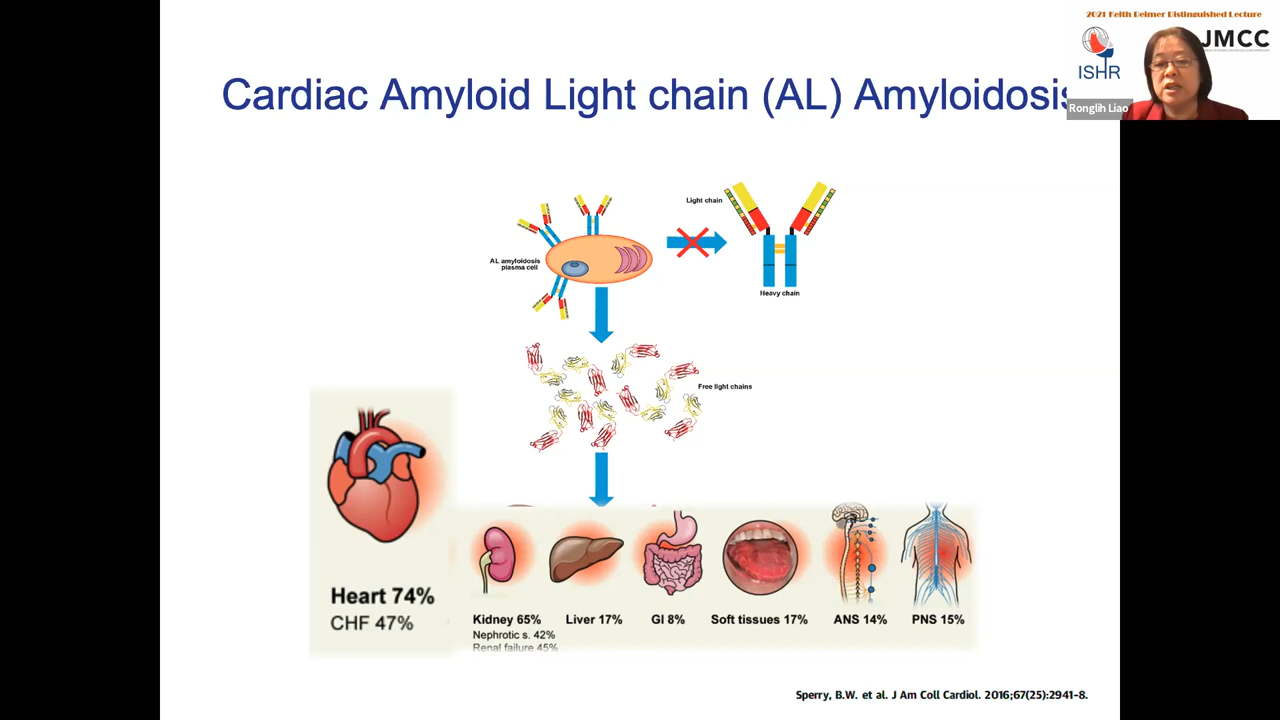 2021 Keith Reimer Distinguished Lecture
ISHR
JMCC
Ronglih Liao
Cardiac Amyloid Light chain (AL) Amyloidosis
Light chain
AL amyloidosis
plasma cell
Heavy chain
Free light chains
Heart 74%
CHF 47%
Kidney 65%
Nephrotic s. 42%
Renal failure 45%
Liver 17%
GI 8%
Soft tissues 17%
ANS 14%
PNS 15%
Sperry, B.W. et al. J Am Coll Cardiol. 2016;67(25):2941-8.